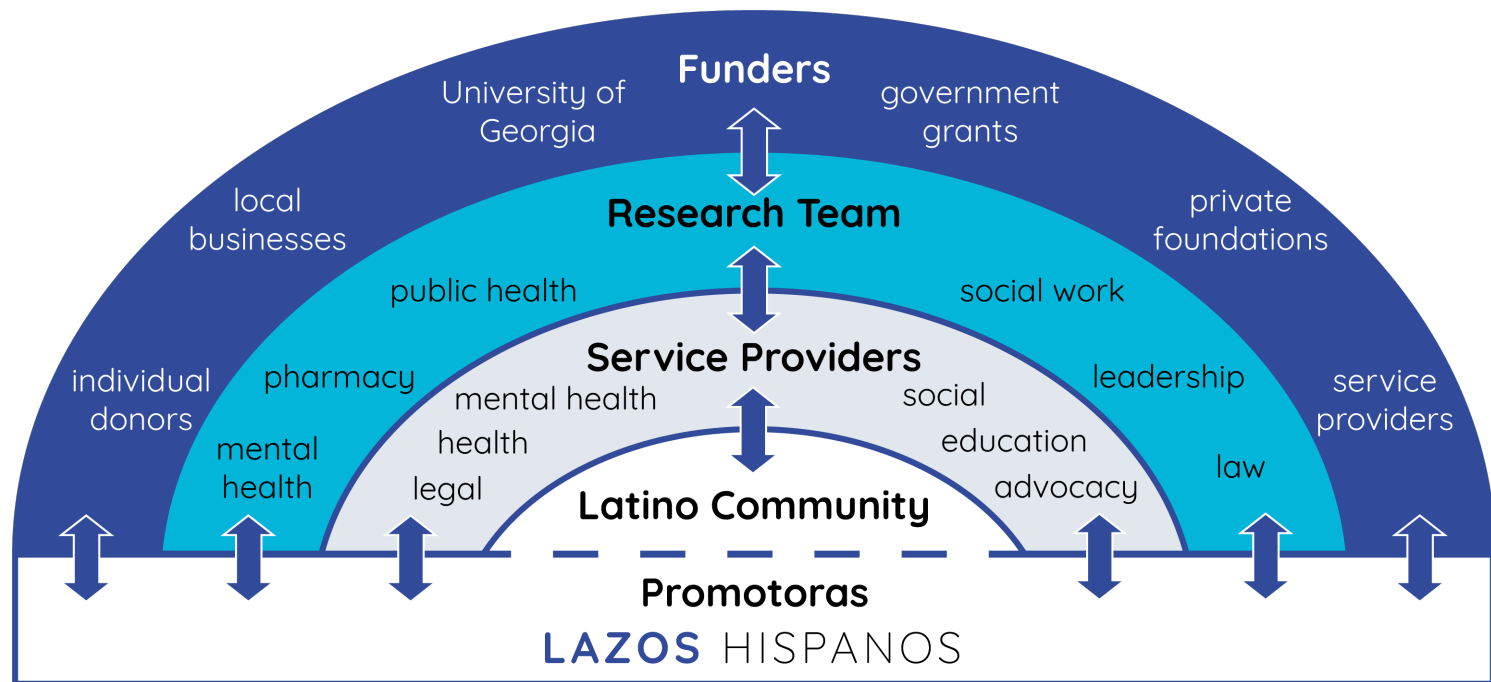 Funders
University of
Georgia
government
grants
local
businesses
private
foundations
individual
donors
service
providers
Research Team
public health
social work
pharmacy
leadership
mental
health
law
Service Providers
mental health
social
health
education
legal
advocacy
Latino Community
Promotoras
LAZOS HISPANOS